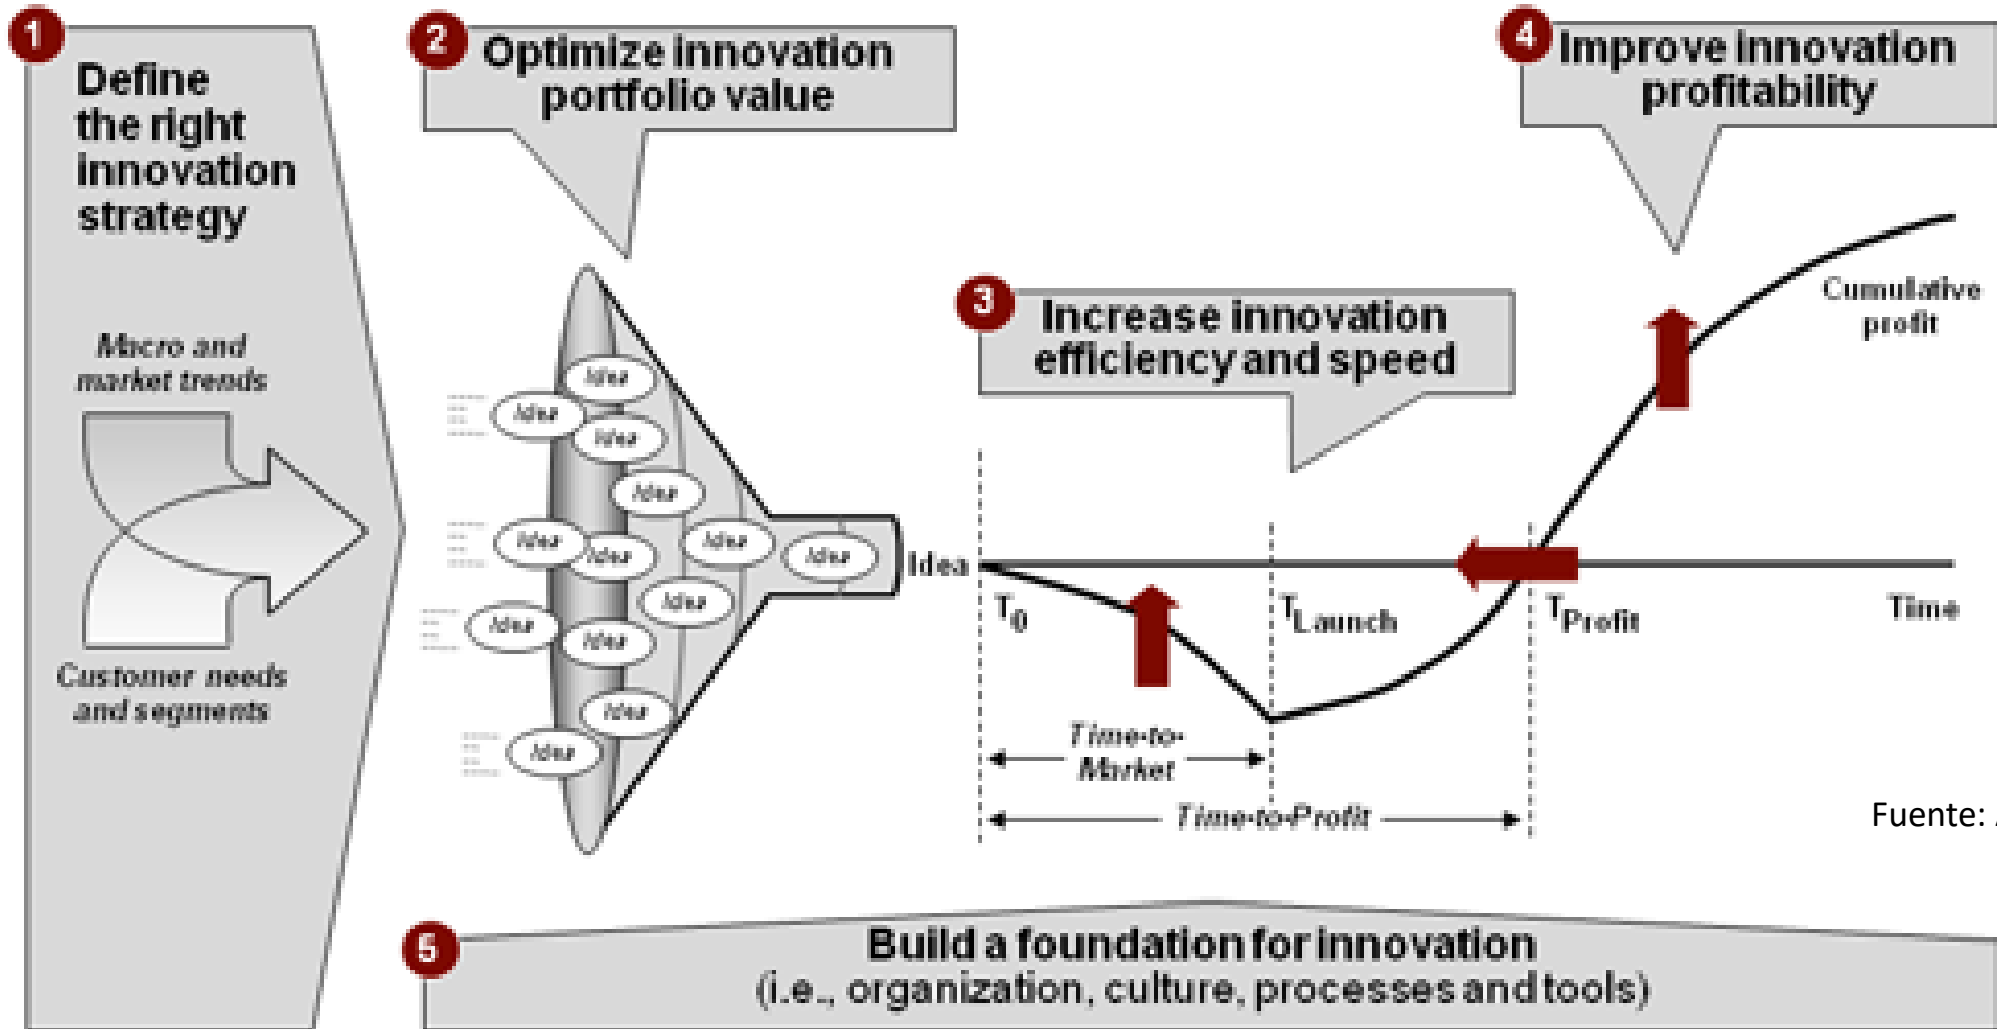 1
Define
the right
innovation
strategy
Macro and
market trends
Customer needs
and segments
2
Optimize innovation
portfolio value
Idea
Idea
Idea
Idea
Idea
Idea
Idea
Idea
Idea
Idea
Idea
Idea
Idea
Idea
3
Increase innovation
efficiency and speed
4
Improve innovation
profitability
Cumulative
profit
T0
TLaunch
TProfit
Time
Time-to-
Market
Time-to-Profit
Fuente:
5
Build a foundation for innovation
(i.e., organization, culture, processes and tools)